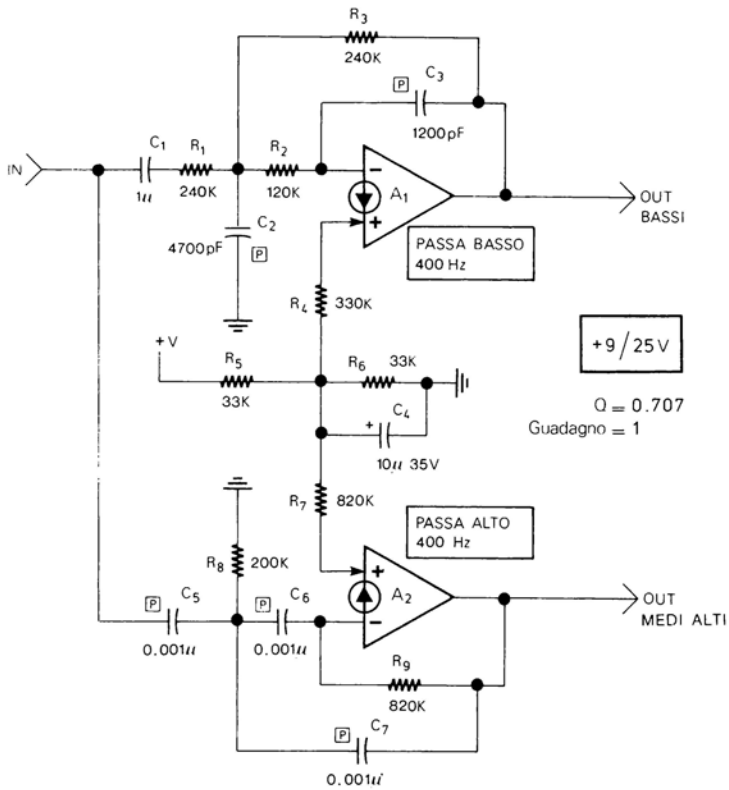 R3
240K
P
C3
1200pF
IN
C1
1u
R1
240K
R2
120K
-
A1
+
OUT
BASSI
C2
4700pF
P
PASSA BASSO
400 Hz
R4
330K
+V
R5
33K
R6
33K
+9/25V
+
C4
10u 35V
Q = 0.707
Guadagno = 1
R7
820K
PASSA ALTO
400 Hz
R8
200K
+
A2
-
OUT
MEDI ALTI
P
C5
0.001u
P
C6
0.001u
R9
820K
P
C7
0.001u